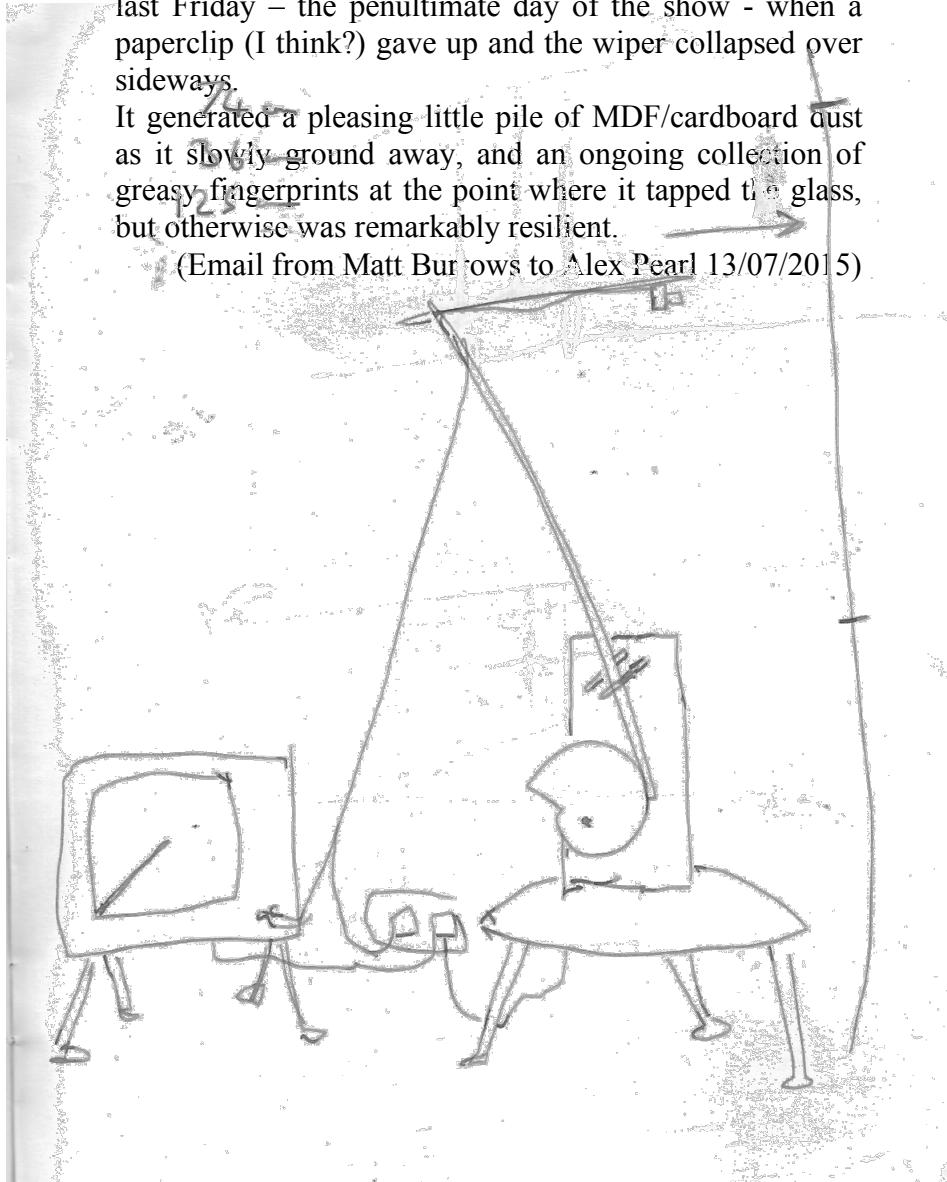 last Friday – the penultimate day of the show - when a
paperclip (I think?) gave up and the wiper collapsed over
sideways.
74
It generated a pleasing little pile of MDF/cardboard dust
as it slowly ground away, and an ongoing collection of
36
greasy fingerprints at the point where it tapped the glass,
123
but otherwise was remarkably resilient.
(Email from Matt Burrows to Alex Pearl 13/07/2015)